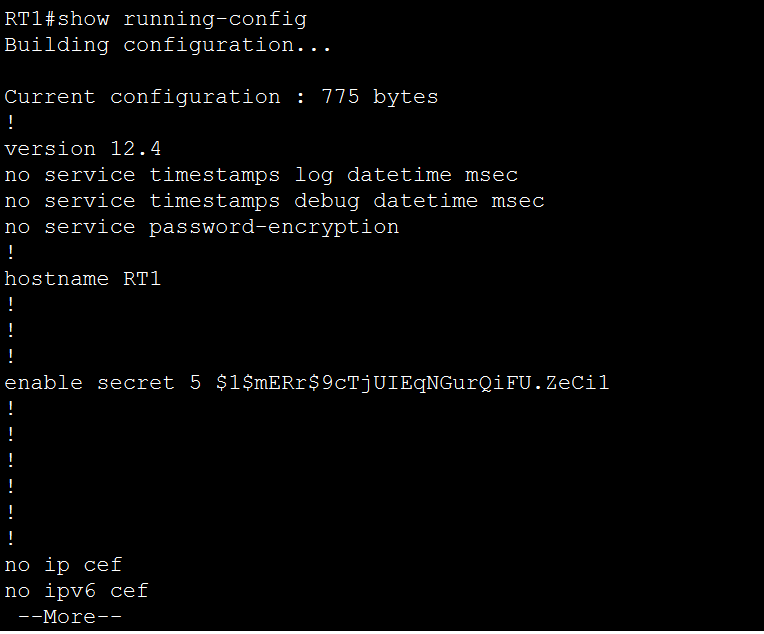 RT1#show running-config
Building configuration...
Current configuration : 775 bytes
!
version 12.4
no service timestamps log datetime msec
no service timestamps debug datetime msec
no service password-encryption
!
hostname RT1
!
!
!
enable secret 5 $1$mERr$9cTjUIEqNGurQiFU.ZeCi1
!
!
!
!
!
!
no ip cef
no ipv6 cef
--More--